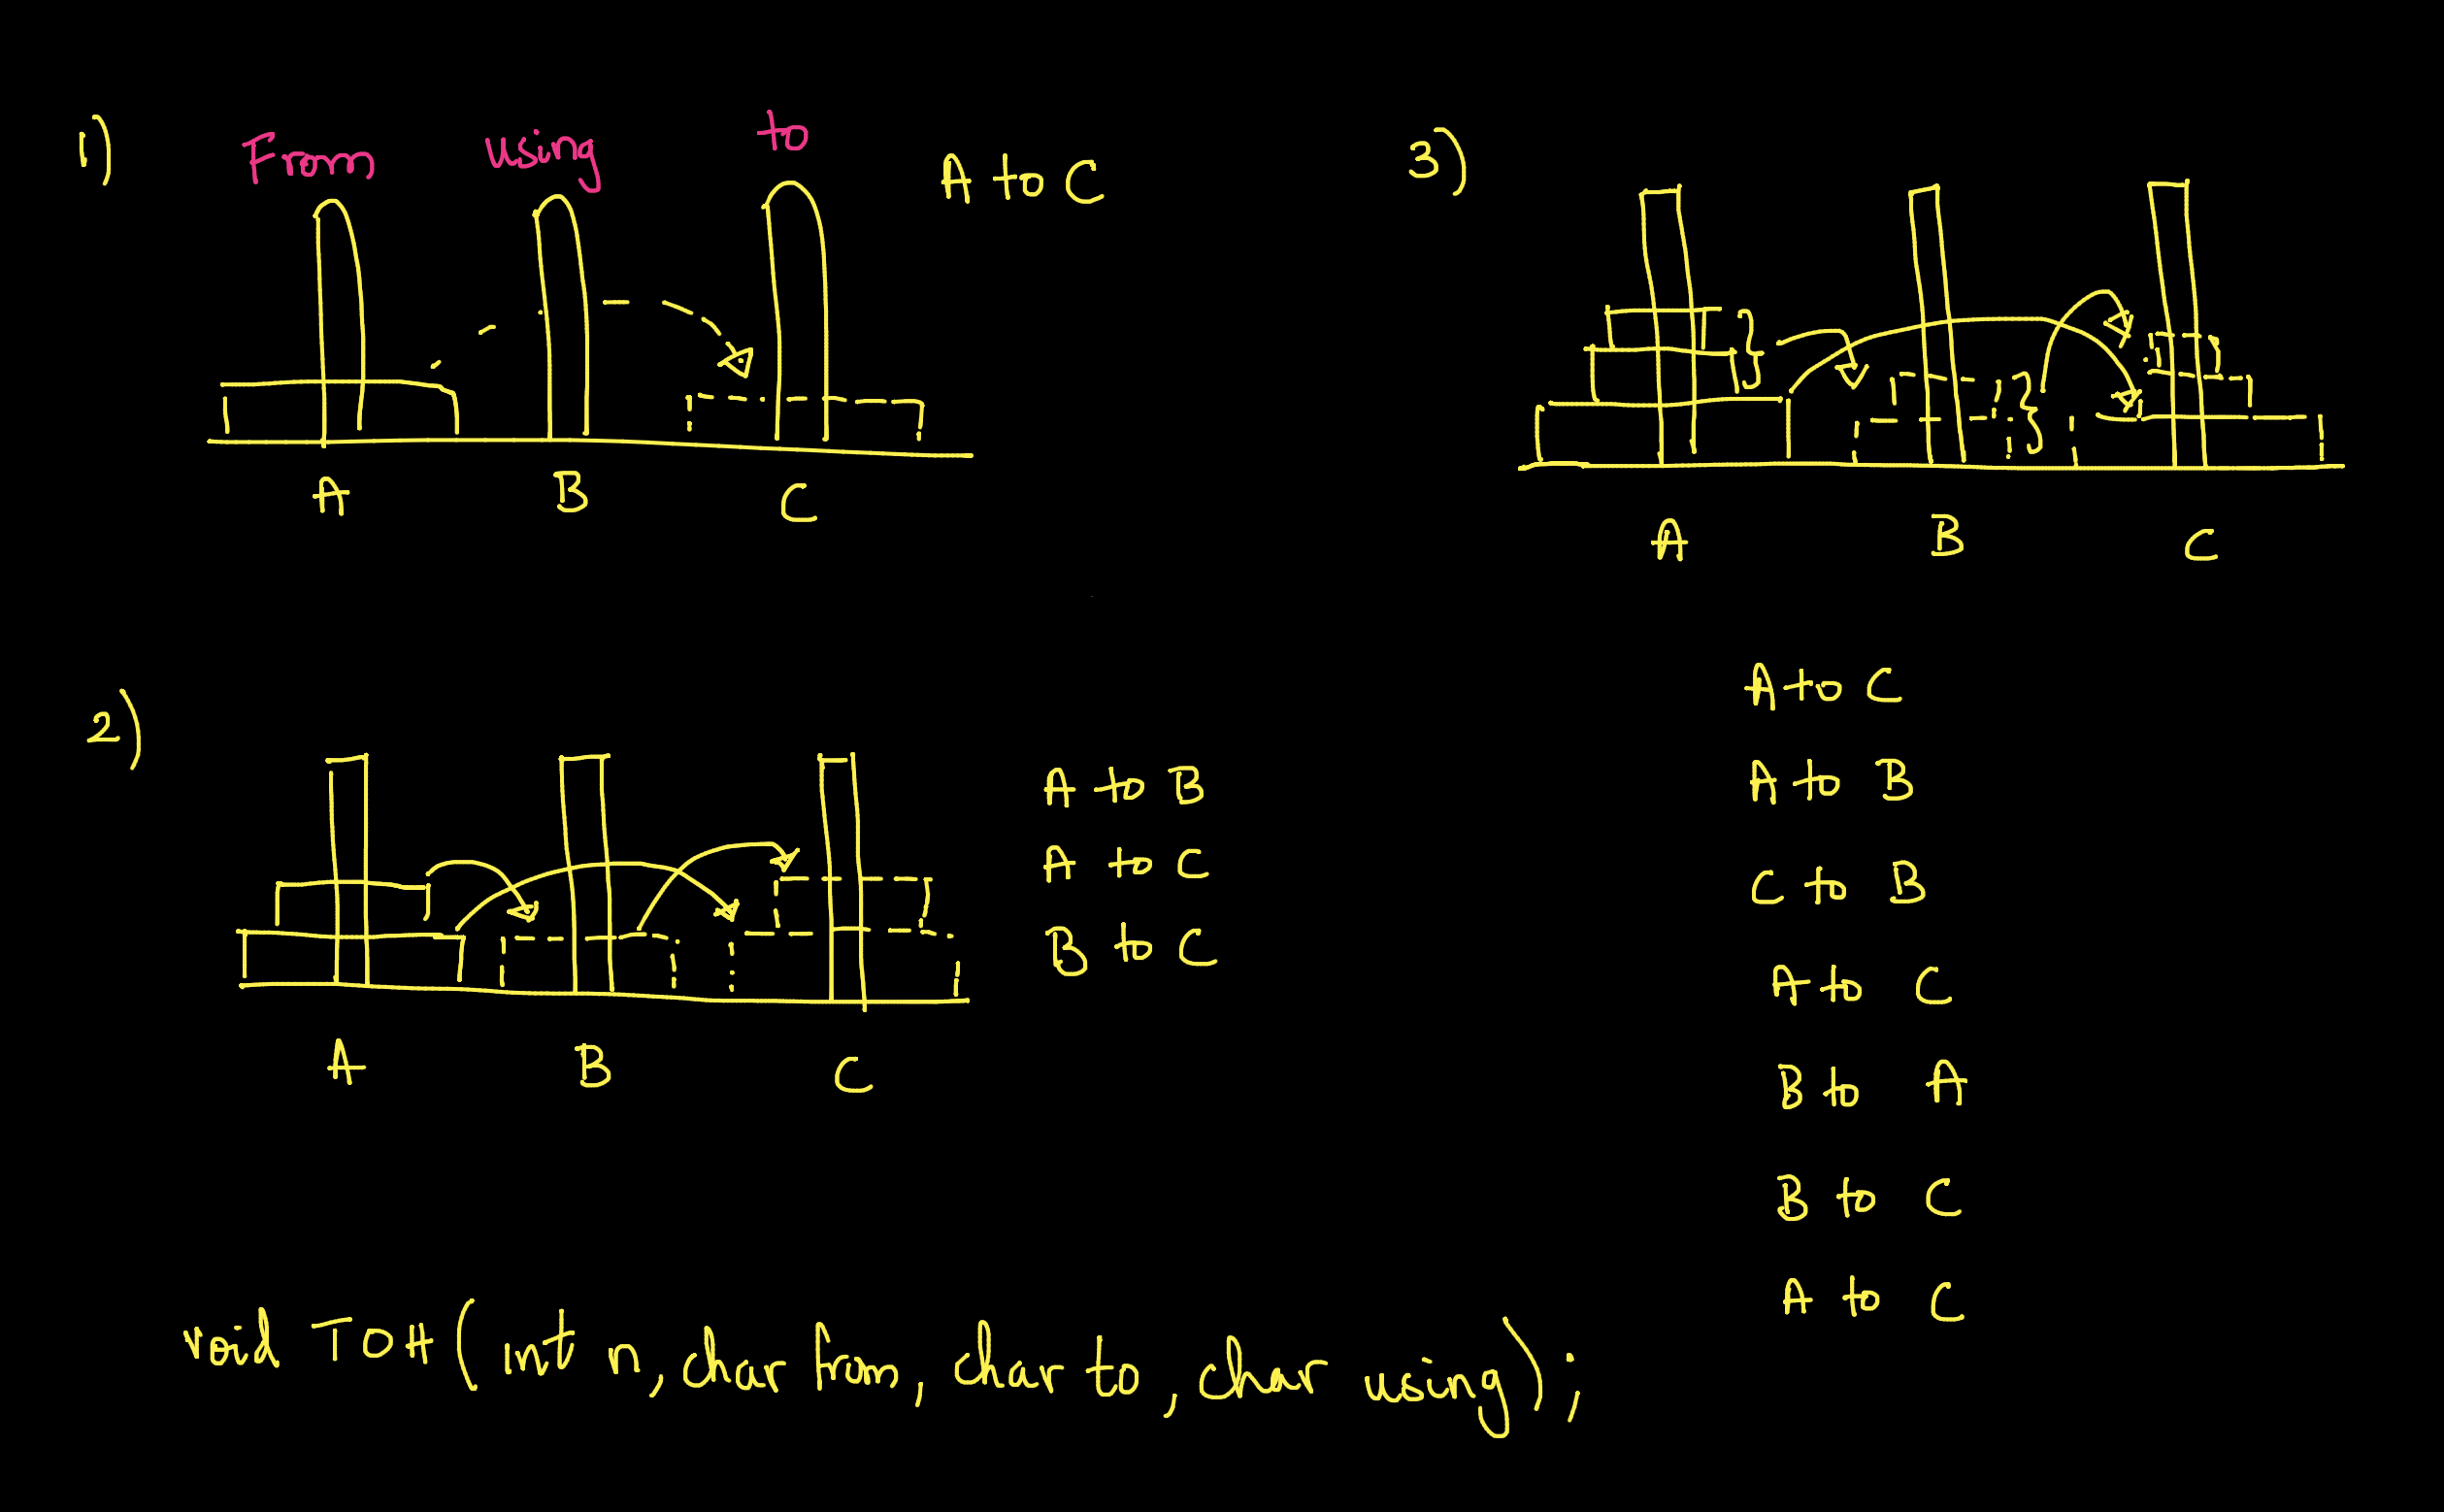 1)
From using to
A to C
A B C
2)
A to B
A to C
B to C
A B C
3)
A B C
A to C
A to B
C to B
A to C
B to A
B to C
A to C
void TOH (int n, char from, char to, char using);